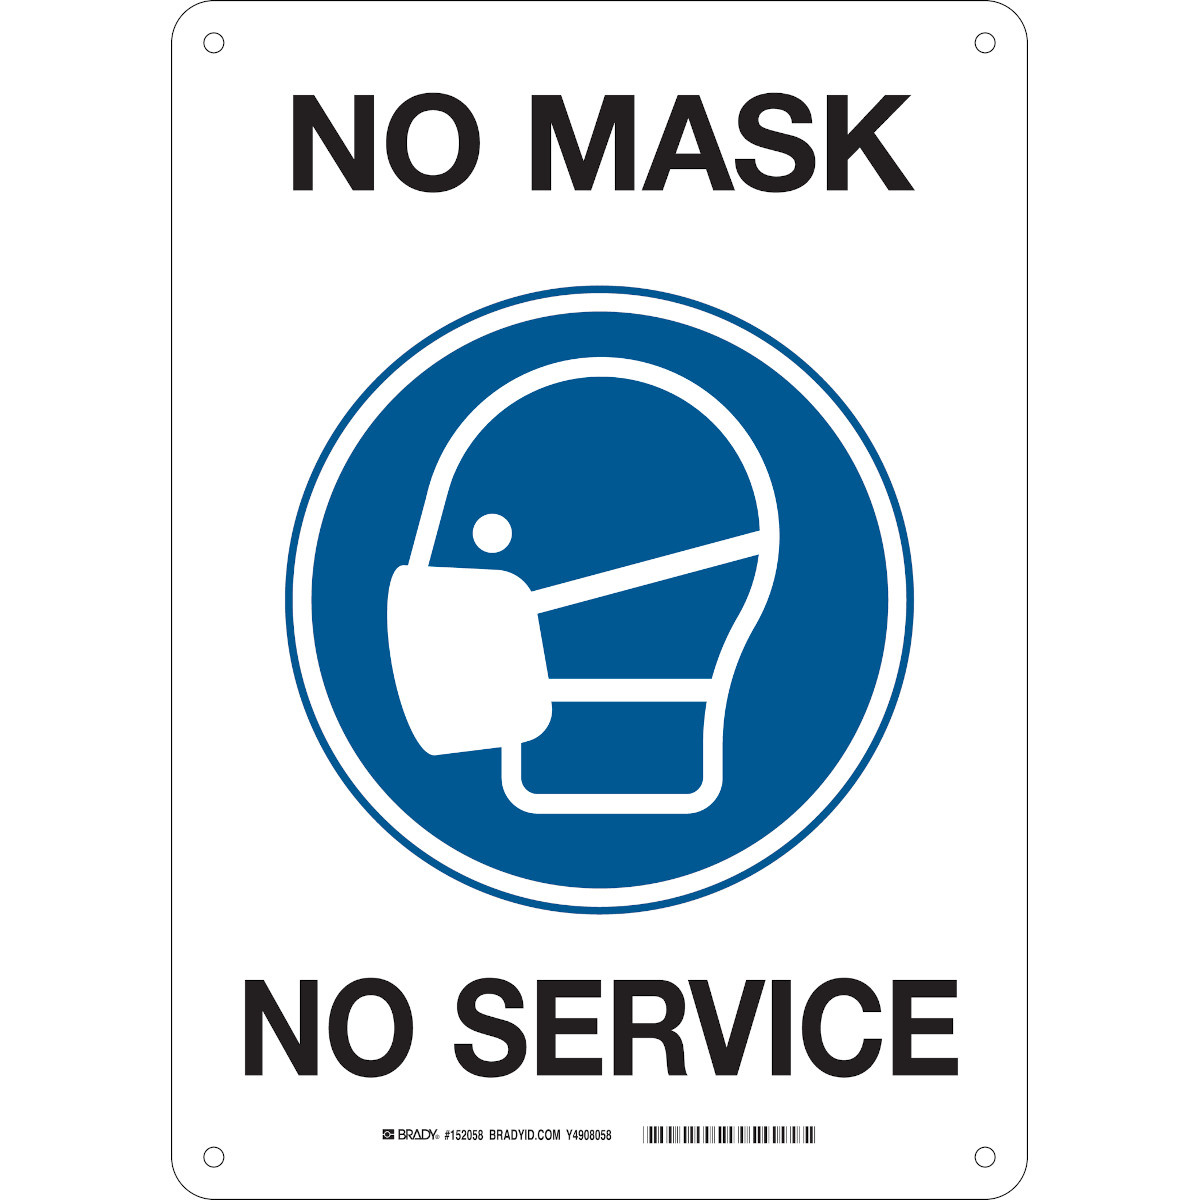 NO MASK
NO SERVICE
BRADY® #152058 BRADYID.COM Y4908058